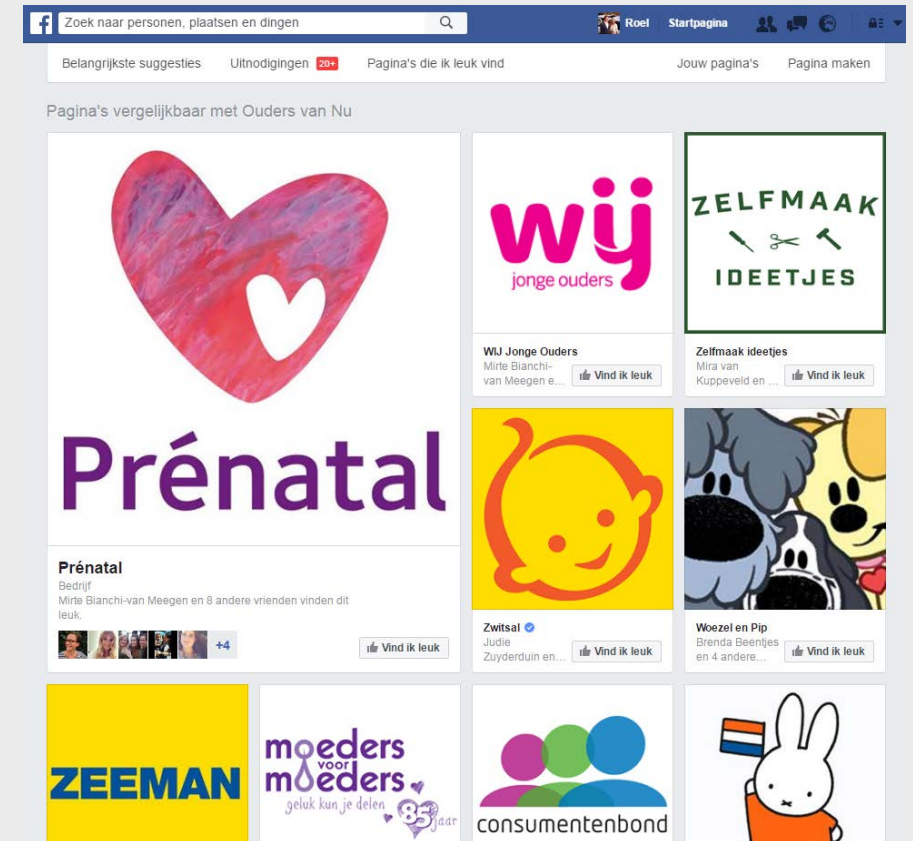 f Zoek naar personen, plaatsen en dingen Roel Startpagina
Belangrijkste suggesties Uitnodigingen 20+ Pagina's die ik leuk vind Jouw pagina's Pagina maken
Pagina's vergelijkbaar met Ouders van Nu
Prénatal
Prénatal
Bedrijf
Mirte Bianchi-van Meegen en 8 andere vrienden vinden dit
leuk.
+4 Vind ik leuk
wij
jonge ouders
WIJ Jonge Ouders
Mirte Bianchi-
van Meegen e... Vind ik leuk
ZELFMAAK
IDEETJES
Zelfmaak ideetjes
Mira van
Kuppeveld en ... Vind ik leuk
Zwitsal
Judie
Zuyderduin en... Vind ik leuk
Woezel en Pip
Brenda Beentjes
en 4 andere... Vind ik leuk
ZEEMAN
moeders
voor
moeders
geluk kun je delen
85 jaar
consumentenbond